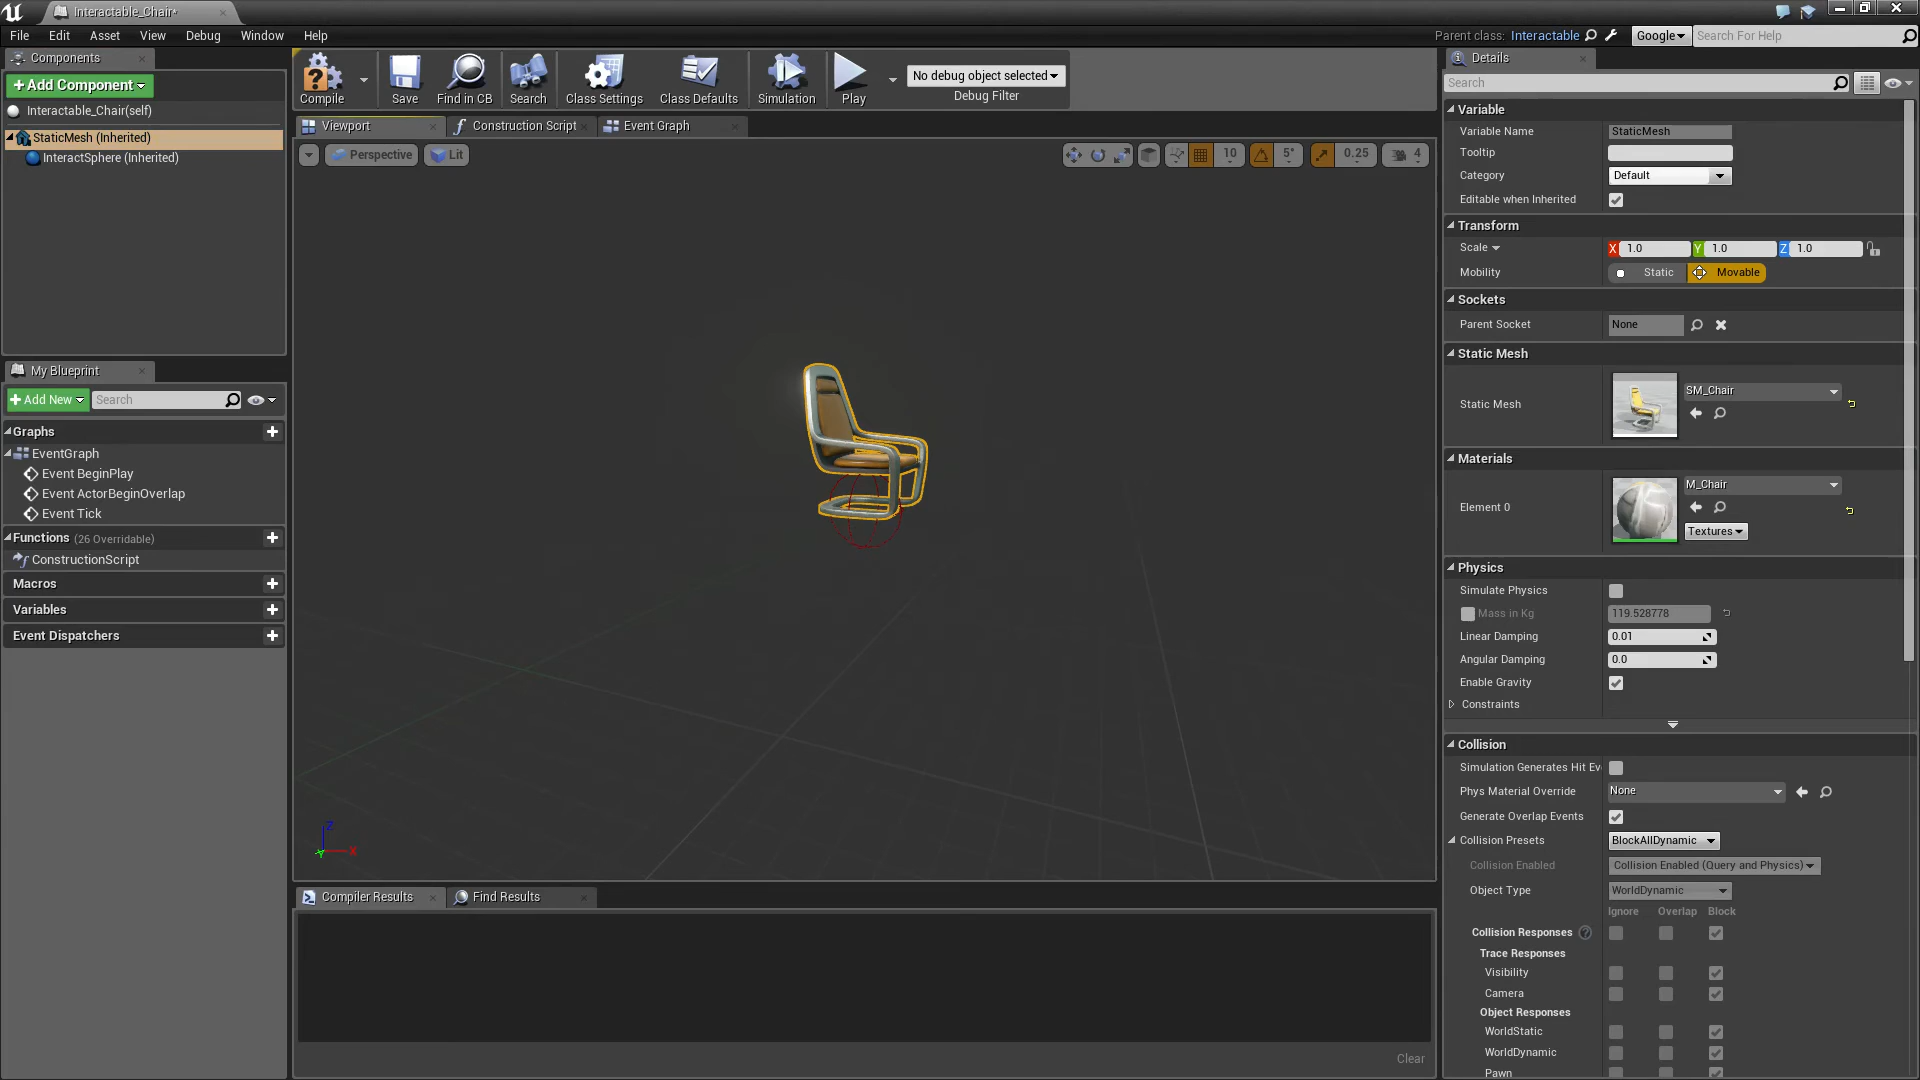 Interactable_Chair*
File Edit Asset View Debug Window Help
Parent class: Interactable
Google
Search For Help
Components
+Add Component
Interactable_Chair(self)
StaticMesh (Inherited)
InteractSphere (Inherited)
My Blueprint
+Add New
Search
Graphs
EventGraph
Event BeginPlay
Event ActorBeginOverlap
Event Tick
Functions (26 Overridable)
ConstructionScript
Macros
Variables
Event Dispatchers
Compile
Save
Find in CB
Search
Class Settings
Class Defaults
Simulation
Play
No debug object selected
Debug Filter
Viewport
Construction Script
Event Graph
Perspective
Lit
10
5°
0.25
4
Z
X
Y
Compiler Results
Find Results
Clear
Details
Search
Variable
Variable Name StaticMesh
Tooltip
Category Default
Editable when Inherited
Transform
Scale X 1.0 Y 1.0 Z 1.0
Mobility Static Movable
Sockets
Parent Socket None
Static Mesh
Static Mesh SM_Chair
Materials
Element 0 M_Chair
Textures
Physics
Simulate Physics
Mass in Kg 119.528778
Linear Damping 0.01
Angular Damping 0.0
Enable Gravity
Constraints
Collision
Simulation Generates Hit Ev
Phys Material Override None
Generate Overlap Events
Collision Presets BlockAllDynamic
Collision Enabled Collision Enabled (Query and Physics)
Object Type WorldDynamic
Ignore Overlap Block
Collision Responses ?
Trace Responses
Visibility
Camera
Object Responses
WorldStatic
WorldDynamic
Pawn